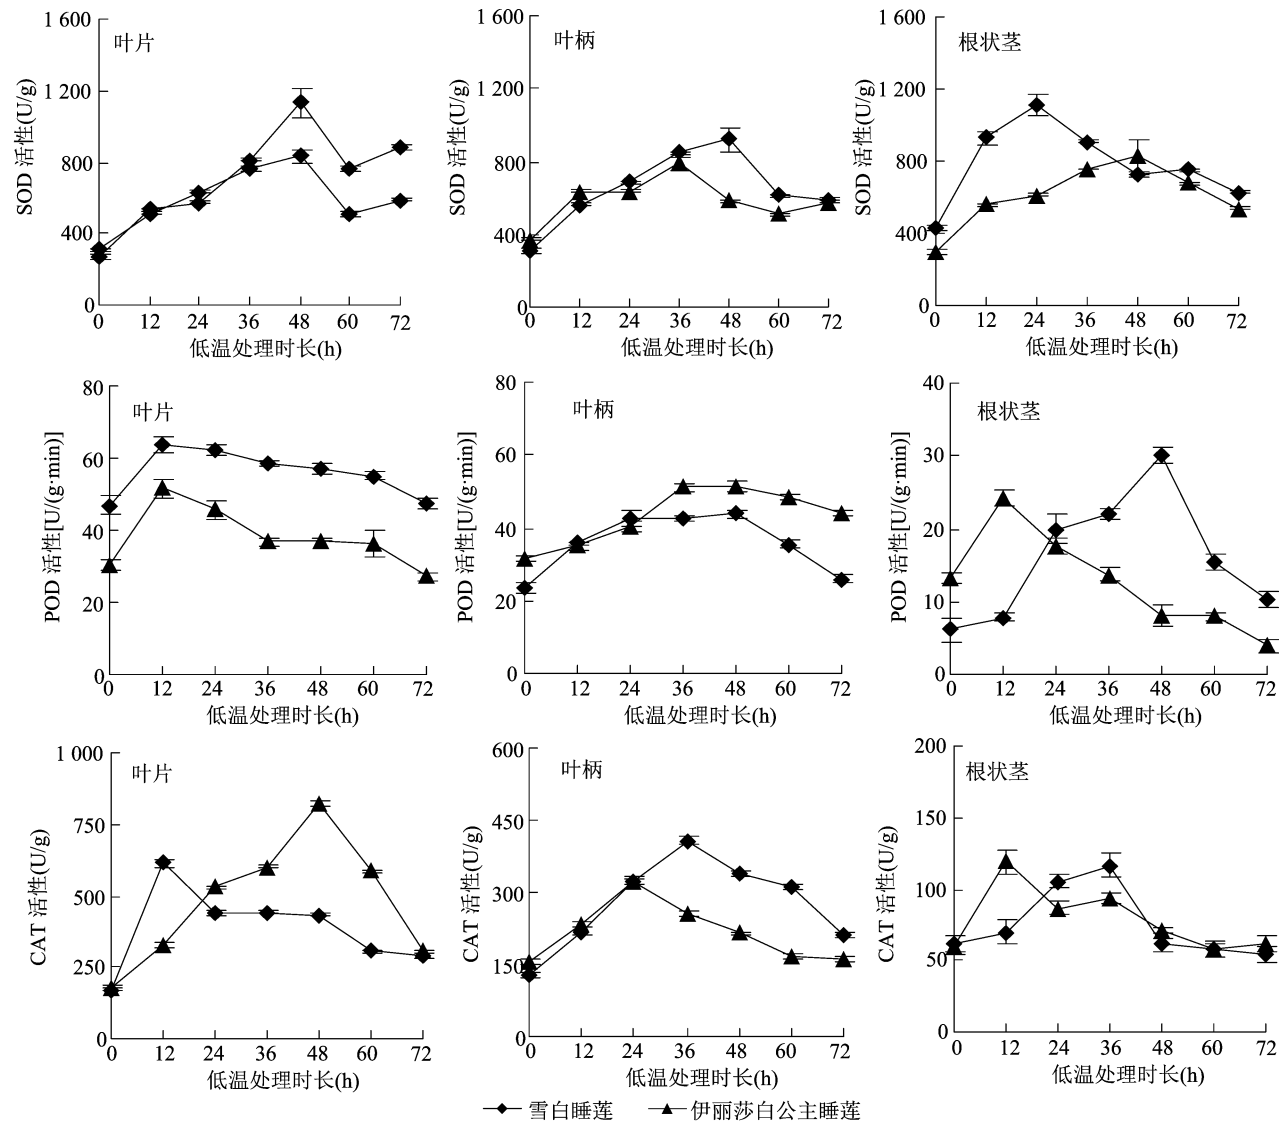 叶片
SOD 活性(U/g)
1 600
1 200
800
400
0
0 12 24 36 48 60 72
低温处理时长(h)
叶柄
SOD 活性(U/g)
1 600
1 200
800
400
0
0 12 24 36 48 60 72
低温处理时长(h)
根状茎
SOD 活性(U/g)
1 600
1 200
800
400
0
0 12 24 36 48 60 72
低温处理时长(h)
叶片
POD 活性[U/(g·min)]
80
60
40
20
0
0 12 24 36 48 60 72
低温处理时长(h)
叶柄
POD 活性[U/(g·min)]
80
60
40
20
0
0 12 24 36 48 60 72
低温处理时长(h)
根状茎
POD 活性[U/(g·min)]
40
30
20
10
0
0 12 24 36 48 60 72
低温处理时长(h)
叶片
CAT 活性(U/g)
1 000
750
500
250
0
0 12 24 36 48 60 72
低温处理时长(h)
叶柄
CAT 活性(U/g)
600
450
300
150
0
0 12 24 36 48 60 72
低温处理时长(h)
根状茎
CAT 活性(U/g)
200
150
100
50
0
0 12 24 36 48 60 72
低温处理时长(h)
雪白睡莲 伊丽莎白公主睡莲